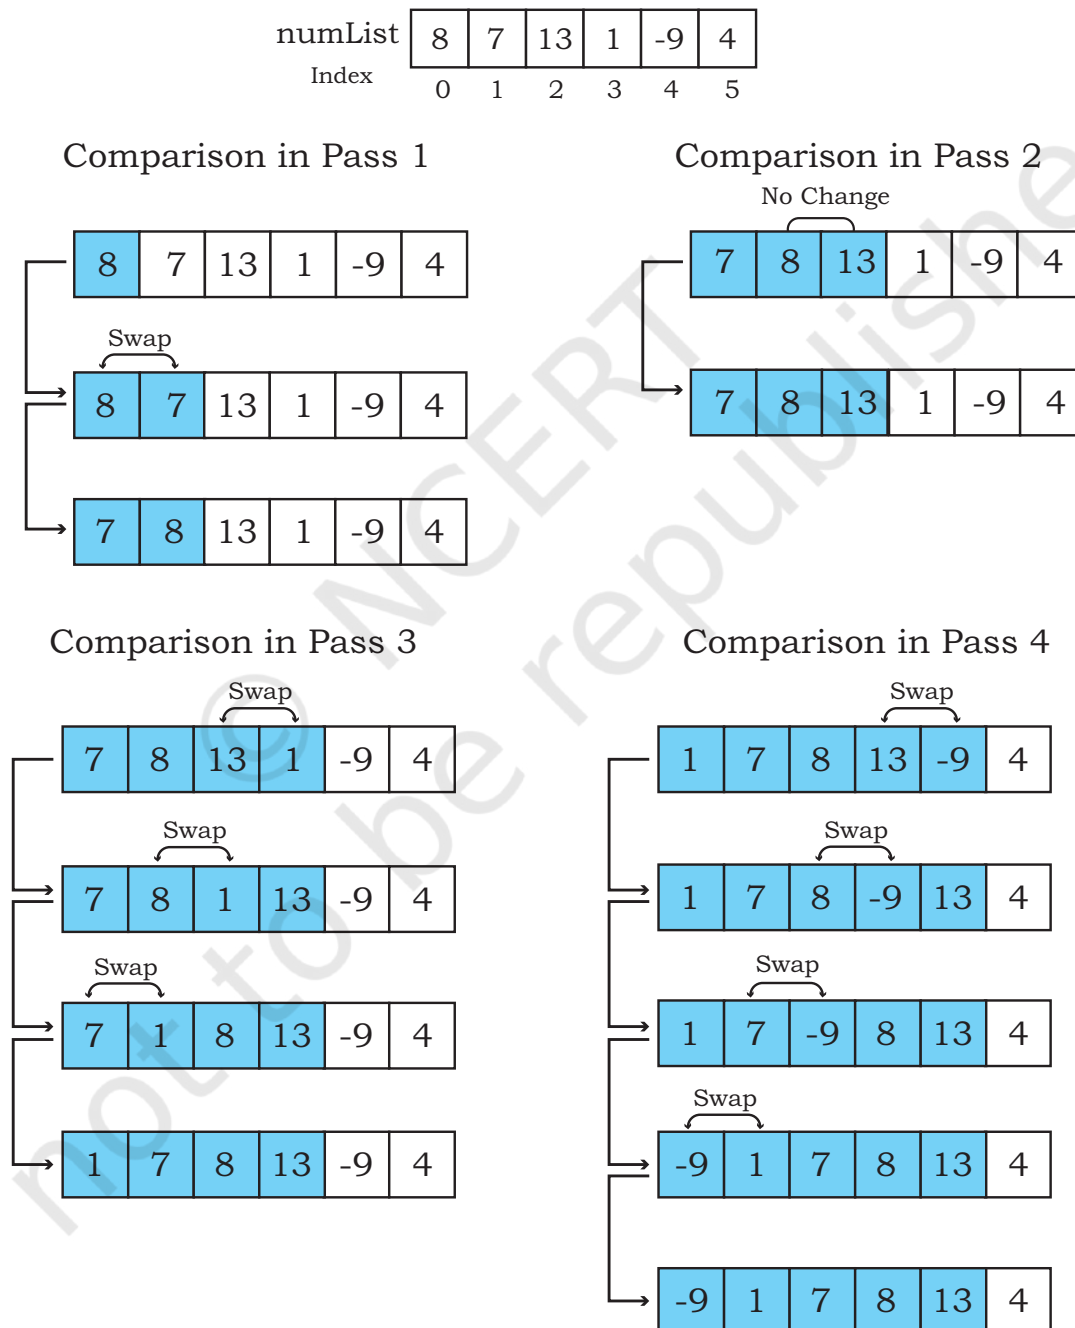 numList 8 7 13 1 -9 4
Index 0 1 2 3 4 5
Comparison in Pass 1
8 7 13 1 -9 4
Swap
8 7 13 1 -9 4
7 8 13 1 -9 4
Comparison in Pass 2
No Change
7 8 13 1 -9 4
7 8 13 1 -9 4
Comparison in Pass 3
Swap
7 8 13 1 -9 4
Swap
7 8 1 13 -9 4
Swap
7 1 8 13 -9 4
1 7 8 13 -9 4
Comparison in Pass 4
Swap
1 7 8 13 -9 4
Swap
1 7 8 -9 13 4
Swap
1 7 -9 8 13 4
Swap
-9 1 7 8 13 4
-9 1 7 8 13 4
© NCERT
not to be republishe